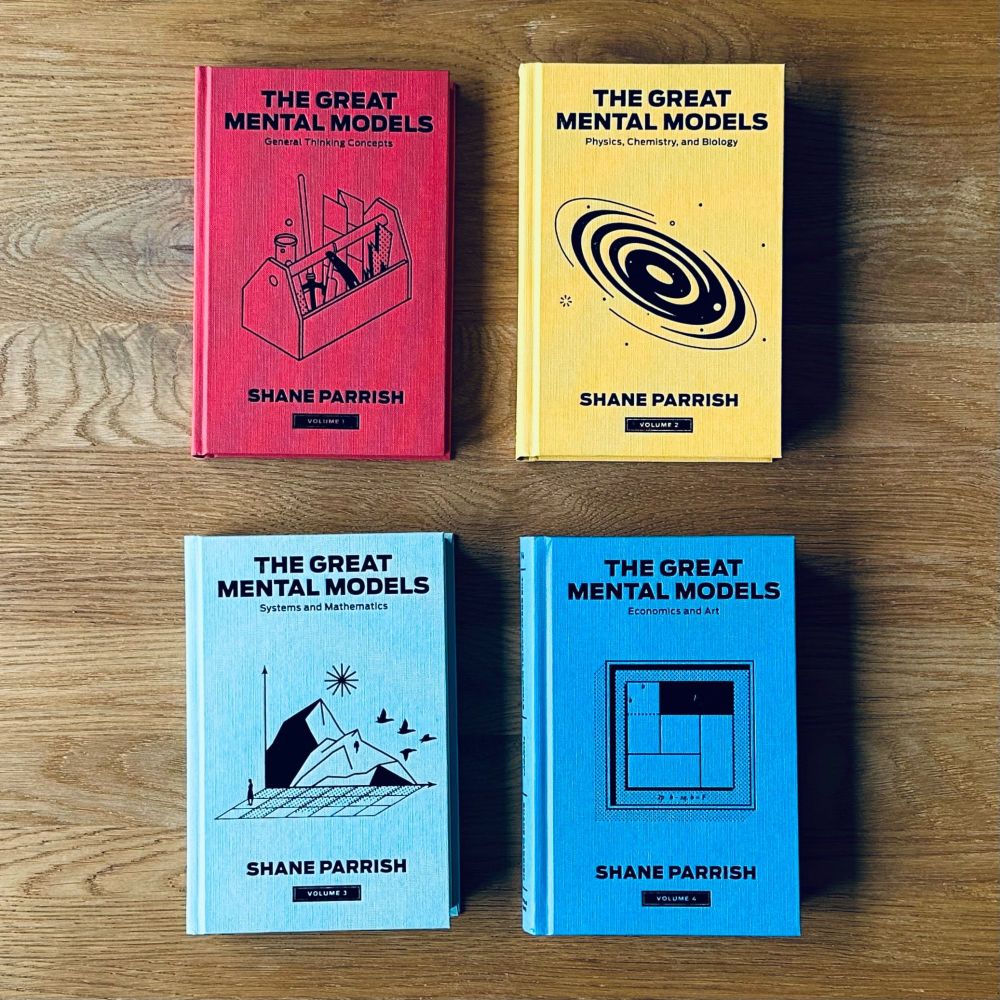 THE GREAT
MENTAL MODELS
General Thinking Concepts
SHANE PARRISH
VOLUME 1
THE GREAT
MENTAL MODELS
Physics, Chemistry, and Biology
SHANE PARRISH
VOLUME 2
THE GREAT
MENTAL MODELS
Systems and Mathematics
SHANE PARRISH
VOLUME 3
THE GREAT
MENTAL MODELS
Economics and Art
SHANE PARRISH
VOLUME 4